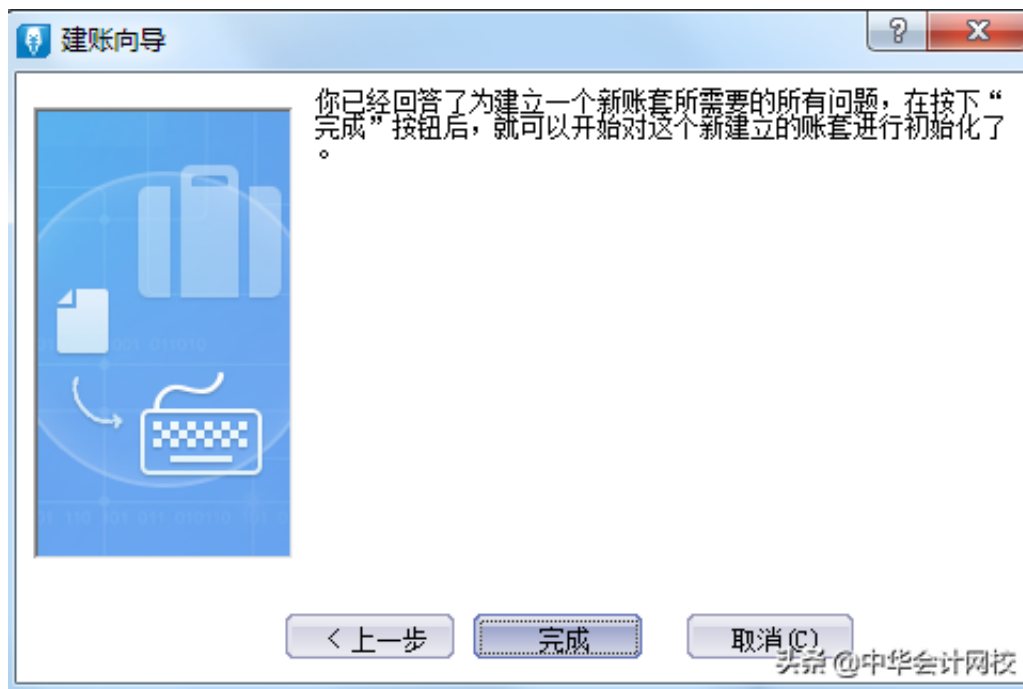 建账向导
你已经回答了为建立一个新账套所需要的所有问题，在按下“
完成”按钮后，就可以开始对这个新建立的账套进行初始化了
。
001 011010
< 上一步
完成
取消(C)
头条 @中华会计网校